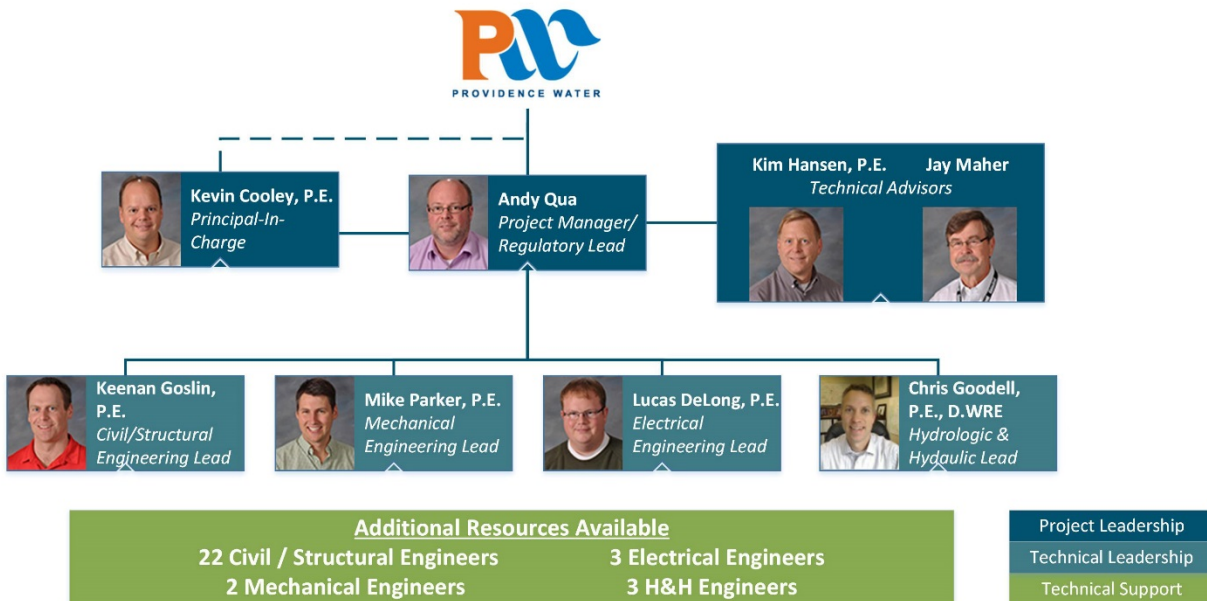 PW
PROVIDENCE WATER
Kevin Cooley, P.E.
Principal-In-
Charge
Andy Qua
Project Manager/
Regulatory Lead
Kim Hansen, P.E. Jay Maher
Technical Advisors
Keenan Goslin,
P.E.
Civil/Structural
Engineering Lead
Mike Parker, P.E.
Mechanical
Engineering Lead
Lucas DeLong, P.E.
Electrical
Engineering Lead
Chris Goodell,
P.E., D.WRE
Hydrologic &
Hydaulic Lead
Additional Resources Available
22 Civil / Structural Engineers 3 Electrical Engineers
2 Mechanical Engineers 3 H&H Engineers
Project Leadership
Technical Leadership
Technical Support